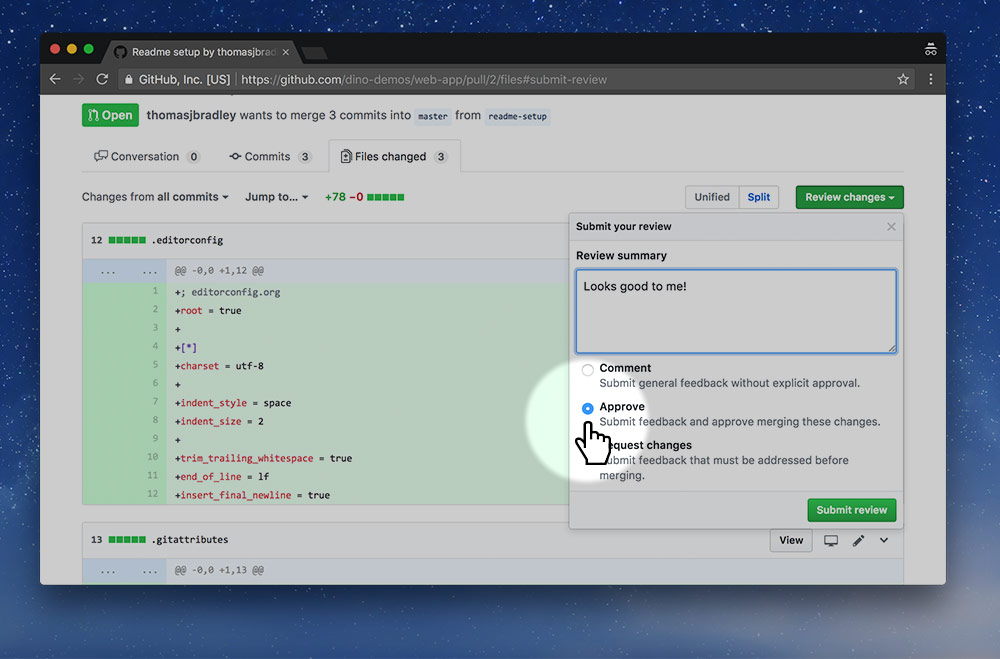 Readme setup by thomasjbrad
GitHub, Inc. [US] https://github.com/dino-demos/web-app/pull/2/files#submit-review
Open thomasjbradley wants to merge 3 commits into master from readme-setup
Conversation 0 Commits 3 Files changed 3
Changes from all commits Jump to... +78 −0 Unified Split Review changes
12 .editorconfig
... ... @@ -0,0 +1,12 @@
1 +; editorconfig.org
2 +root = true
3 +
4 +[*]
5 +charset = utf-8
6 +
7 +indent_style = space
8 +indent_size = 2
9 +
10 +trim_trailing_whitespace = true
11 +end_of_line = lf
12 +insert_final_newline = true
Submit your review
Review summary
Looks good to me!
Comment
Submit general feedback without explicit approval.
Approve
Submit feedback and approve merging these changes.
Request changes
Submit feedback that must be addressed before
merging.
Submit review
13 .gitattributes View
... ... @@ -0,0 +1,13 @@